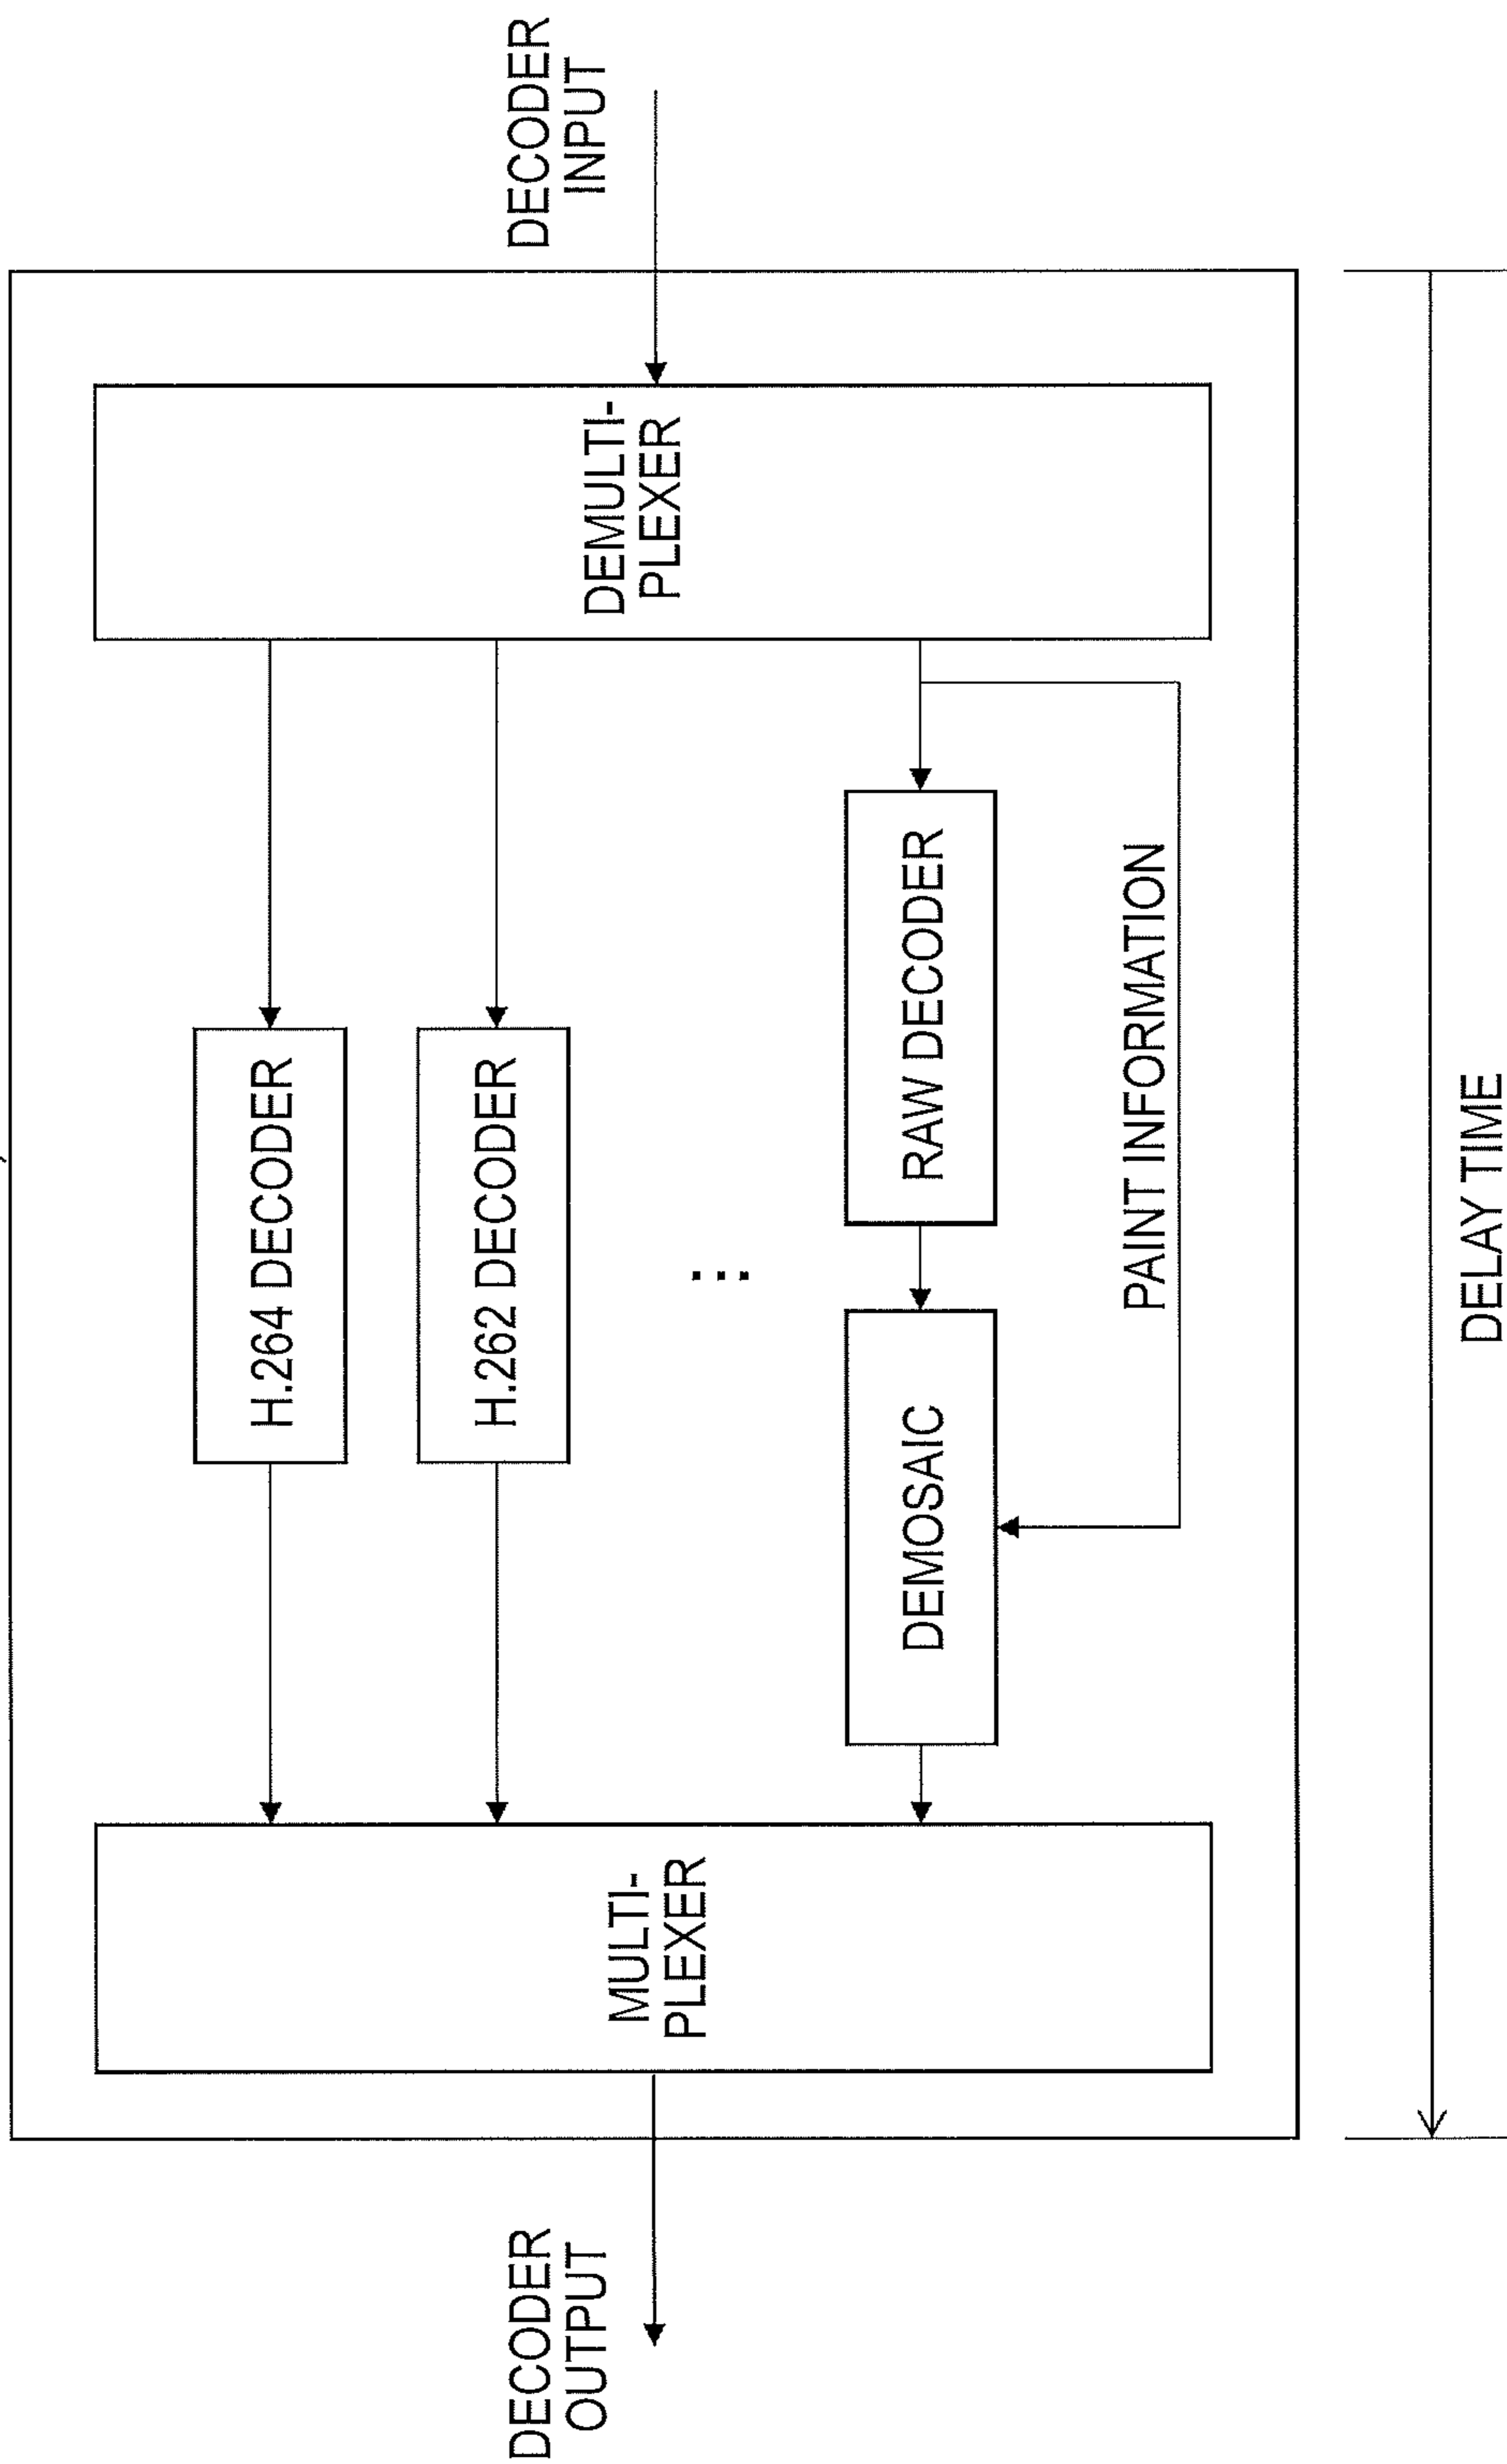 DECODER
OUTPUT
MULTI-
PLEXER
H.264 DECODER
H.262 DECODER
...
DEMOSAIC
RAW DECODER
PAINT INFORMATION
DEMULTI-
PLEXER
DECODER
INPUT
DELAY TIME